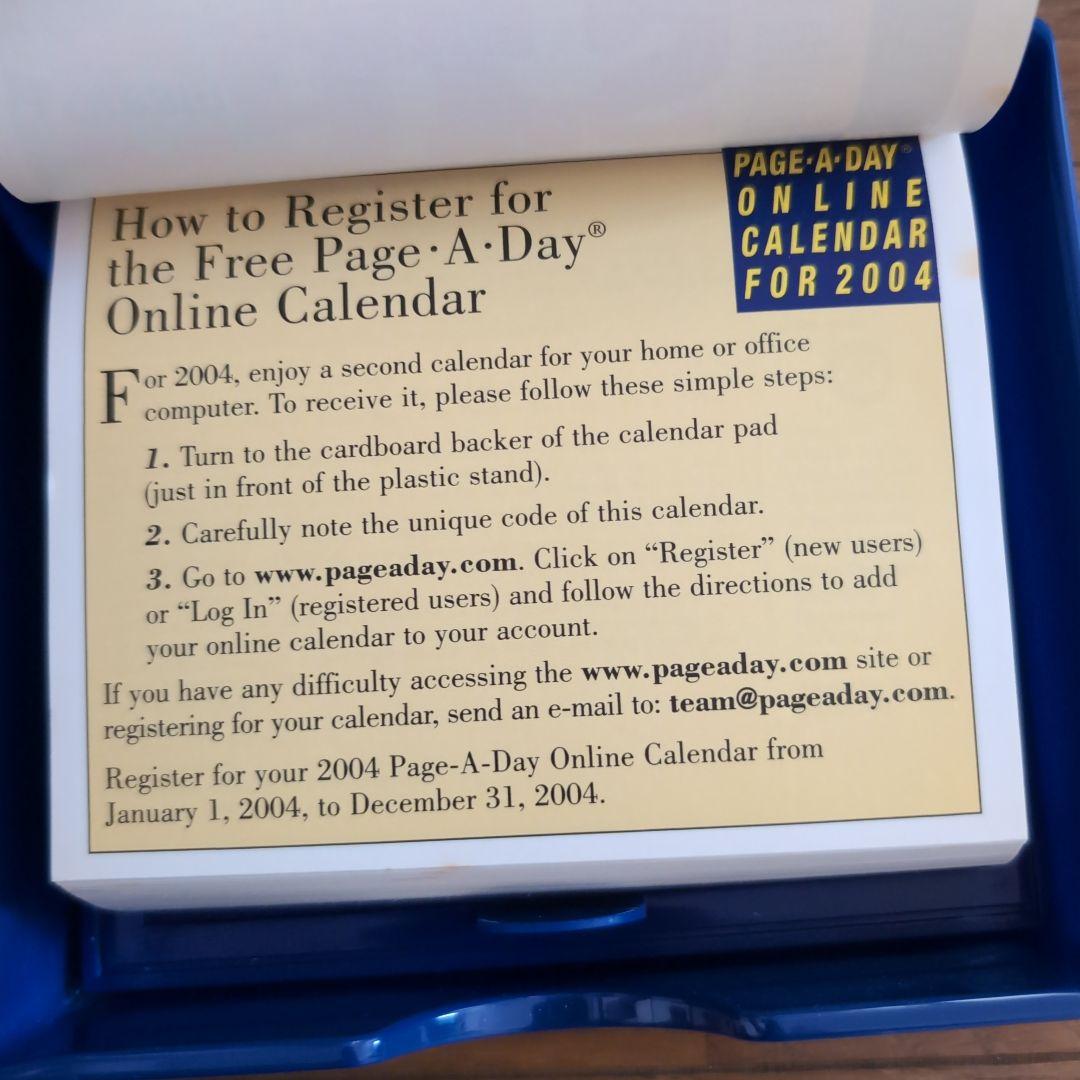 How to Register for
the Free Page·A·Day®
Online Calendar
PAGE·A·DAY®
ONLINE
CALENDAR
FOR 2004
For 2004, enjoy a second calendar for your home or office
computer. To receive it, please follow these simple steps:
1. Turn to the cardboard backer of the calendar pad
(just in front of the plastic stand).
2. Carefully note the unique code of this calendar.
3. Go to www.pageaday.com. Click on “Register” (new users)
or “Log In” (registered users) and follow the directions to add
your online calendar to your account.
If you have any difficulty accessing the www.pageaday.com site or
registering for your calendar, send an e-mail to: team@pageaday.com.
Register for your 2004 Page-A-Day Online Calendar from
January 1, 2004, to December 31, 2004.